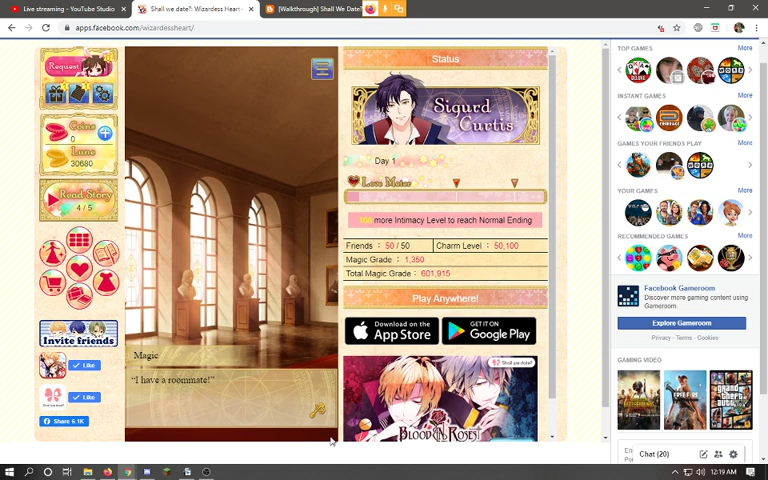 Live streaming - YouTube Studio
Shall we date?: Wizardess Heart -
[Walkthrough] Shall We Date?
apps.facebook.com/wizardessheart/
Request
Coins
0
Lune
30680
Read Story
4 / 5
Invite friends
Like
Like
Share 6.1K
Magic
“I have a roommate!”
Status
Sigurd
Curtis
Day 1
Love Meter
more Intimacy Level to reach Normal Ending
Friends : 50 / 50
Charm Level : 50,100
Magic Grade : 1,350
Total Magic Grade : 601,915
Play Anywhere!
Download on the
App Store
GET IT ON
Google Play
Shall we date?
BLOOD IN ROSES
TOP GAMES
More
INSTANT GAMES
More
GAMES YOUR FRIENDS PLAY
YOUR GAMES
More
RECOMMENDED GAMES
More
Facebook Gameroom
Discover more gaming content using
Gameroom.
Explore Gameroom
Privacy · Terms · Cookies
GAMING VIDEO
Chat (20)
12:19 AM